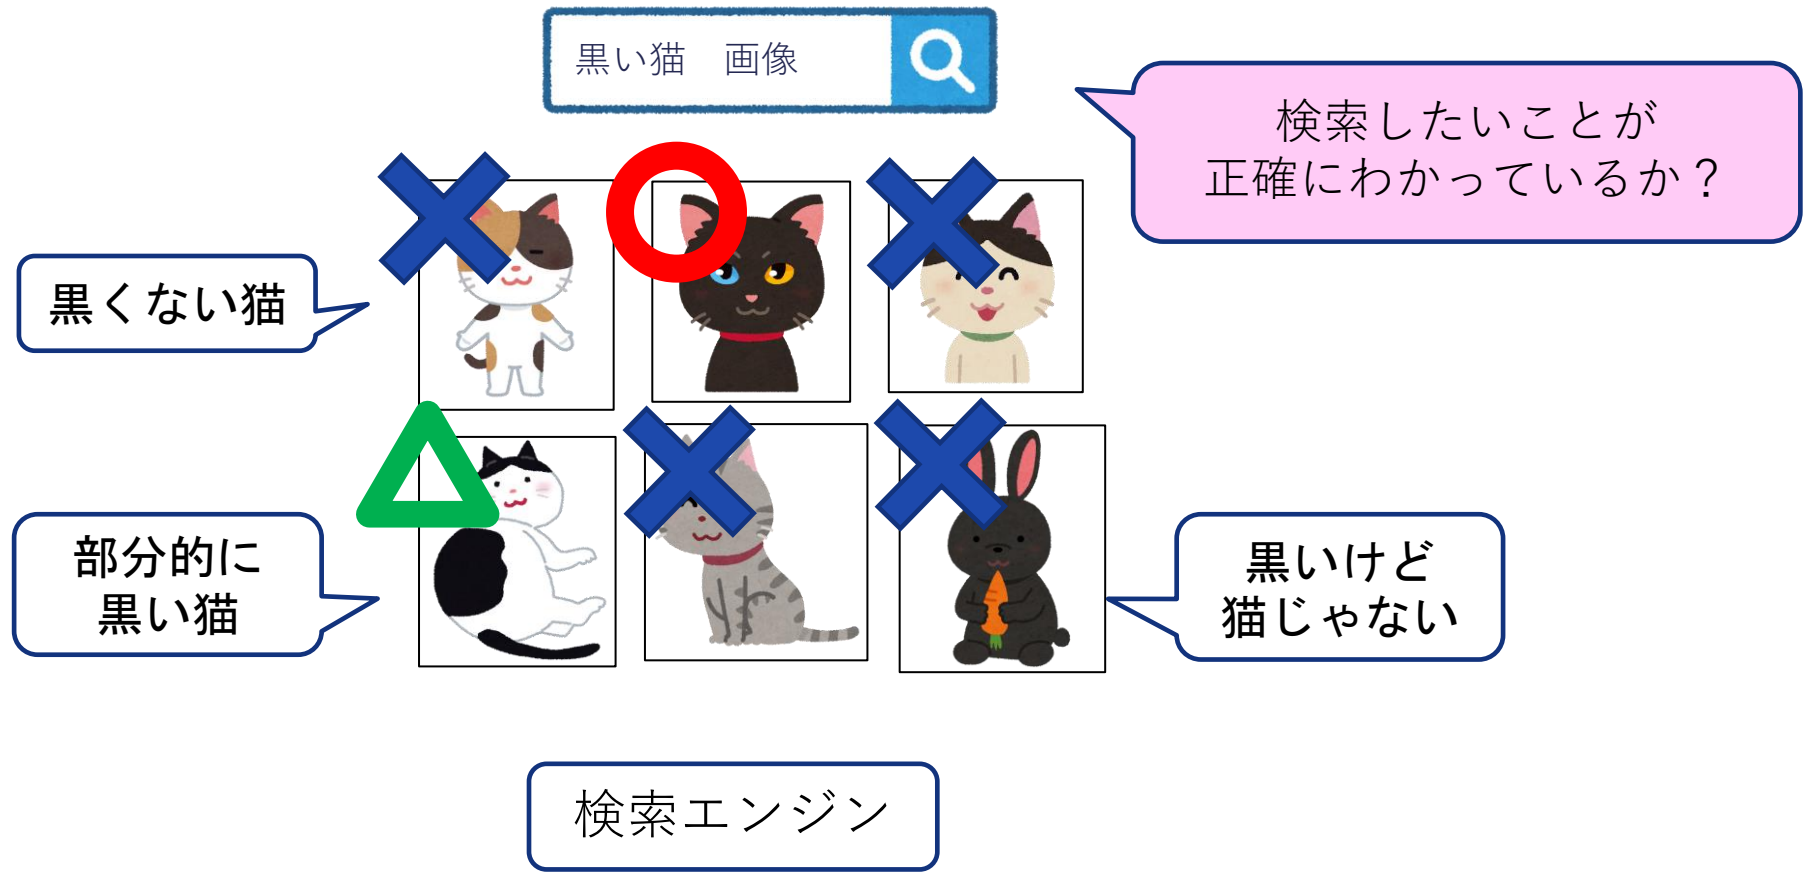 黒い猫　画像
検索したいことが
正確にわかっているか？
黒くない猫
部分的に
黒い猫
黒いけど
猫じゃない
検索エンジン